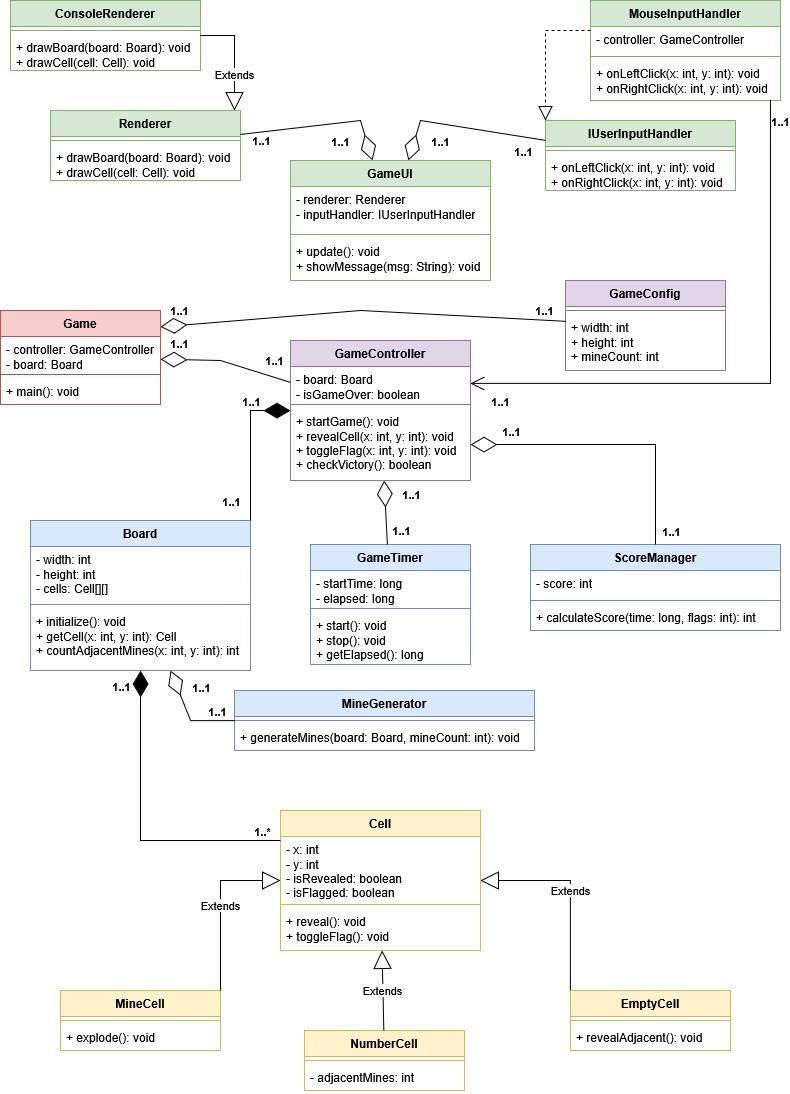 ConsoleRenderer
+ drawBoard(board: Board): void
+ drawCell(cell: Cell): void
Extends
MouseInputHandler
- controller: GameController
+ onLeftClick(x: int, y: int): void
+ onRightClick(x: int, y: int): void
1..1
Renderer
+ drawBoard(board: Board): void
+ drawCell(cell: Cell): void
1..1
1..1
1..1
1..1
IUserInputHandler
+ onLeftClick(x: int, y: int): void
+ onRightClick(x: int, y: int): void
GameUI
- renderer: Renderer
- inputHandler: IUserInputHandler
+ update(): void
+ showMessage(msg: String): void
GameConfig
+ width: int
+ height: int
+ mineCount: int
1..1
1..1
Game
- controller: GameController
- board: Board
+ main(): void
1..1
1..1
GameController
- board: Board
- isGameOver: boolean
+ startGame(): void
+ revealCell(x: int, y: int): void
+ toggleFlag(x: int, y: int): void
+ checkVictory(): boolean
1..1
1..1
1..1
1..1
1..1
1..1
1..1
Board
- width: int
- height: int
- cells: Cell[][]
+ initialize(): void
+ getCell(x: int, y: int): Cell
+ countAdjacentMines(x: int, y: int): int
GameTimer
- startTime: long
- elapsed: long
+ start(): void
+ stop(): void
+ getElapsed(): long
ScoreManager
- score: int
+ calculateScore(time: long, flags: int): int
1..1
1..1
1..1
MineGenerator
+ generateMines(board: Board, mineCount: int): void
1..*
Cell
- x: int
- y: int
- isRevealed: boolean
- isFlagged: boolean
+ reveal(): void
+ toggleFlag(): void
Extends
Extends
Extends
MineCell
+ explode(): void
NumberCell
- adjacentMines: int
EmptyCell
+ revealAdjacent(): void